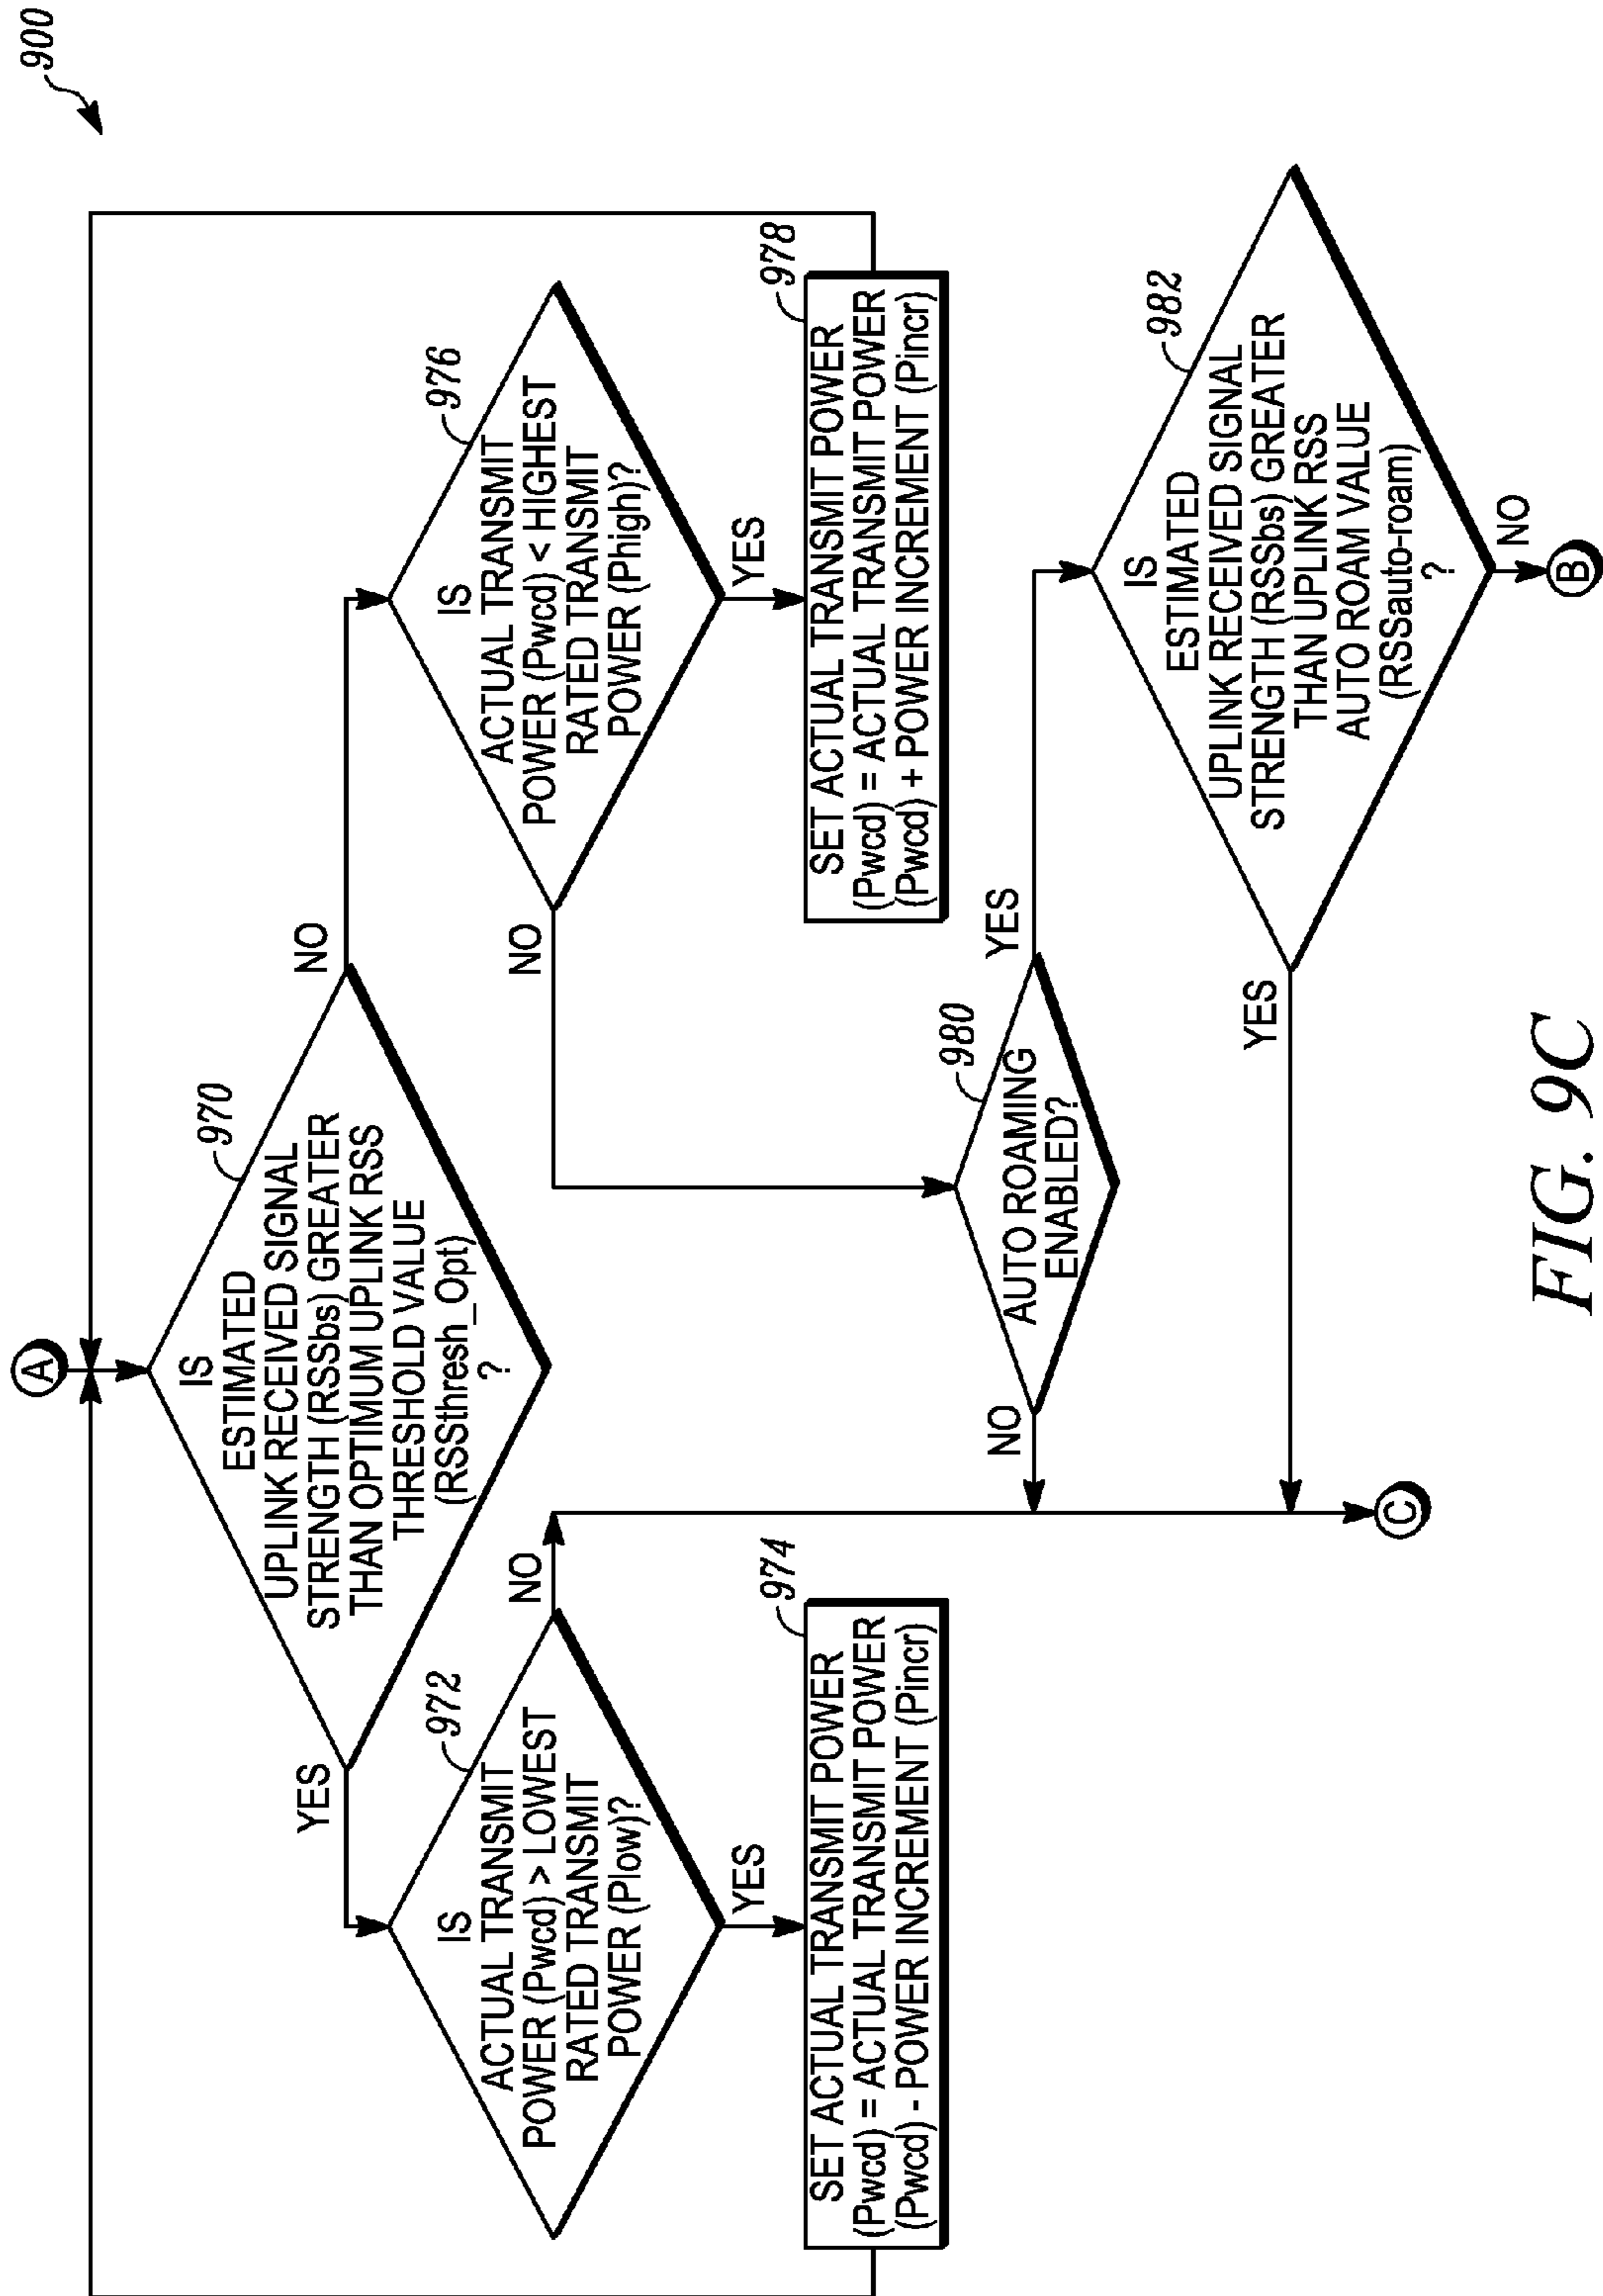 900
A
IS
ESTIMATED
UPLINK RECEIVED SIGNAL
STRENGTH (RSSbs) GREATER
THAN OPTIMUM UPLINK RSS
THRESHOLD VALUE
(RSSthresh_Opt)
?
970
YES
NO
IS
ACTUAL TRANSMIT
POWER (Pwcd) > LOWEST
RATED TRANSMIT
POWER (Plow)?
972
NO
YES
SET ACTUAL TRANSMIT POWER
(Pwcd) = ACTUAL TRANSMIT POWER
(Pwcd) - POWER INCREMENT (Pincr)
974
IS
ACTUAL TRANSMIT
POWER (Pwcd) < HIGHEST
RATED TRANSMIT
POWER (Phigh)?
976
NO
YES
SET ACTUAL TRANSMIT POWER
(Pwcd) = ACTUAL TRANSMIT POWER
(Pwcd) + POWER INCREMENT (Pincr)
978
AUTO ROAMING
ENABLED?
980
NO
YES
IS
ESTIMATED
UPLINK RECEIVED SIGNAL
STRENGTH (RSSbs) GREATER
THAN UPLINK RSS
AUTO ROAM VALUE
(RSSauto-roam)
?
982
YES
NO
C
B
FIG. 9C